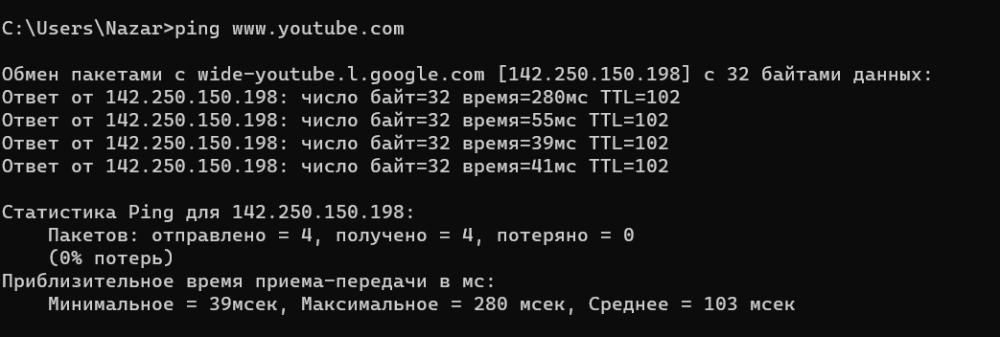 C:\Users\Nazar>ping www.youtube.com
Обмен пакетами с wide-youtube.l.google.com [142.250.150.198] с 32 байтами данных:
Ответ от 142.250.150.198: число байт=32 время=280мс TTL=102
Ответ от 142.250.150.198: число байт=32 время=55мс TTL=102
Ответ от 142.250.150.198: число байт=32 время=39мс TTL=102
Ответ от 142.250.150.198: число байт=32 время=41мс TTL=102
Статистика Ping для 142.250.150.198:
    Пакетов: отправлено = 4, получено = 4, потеряно = 0
    (0% потерь)
Приблизительное время приема-передачи в мс:
    Минимальное = 39мсек, Максимальное = 280 мсек, Среднее = 103 мсек